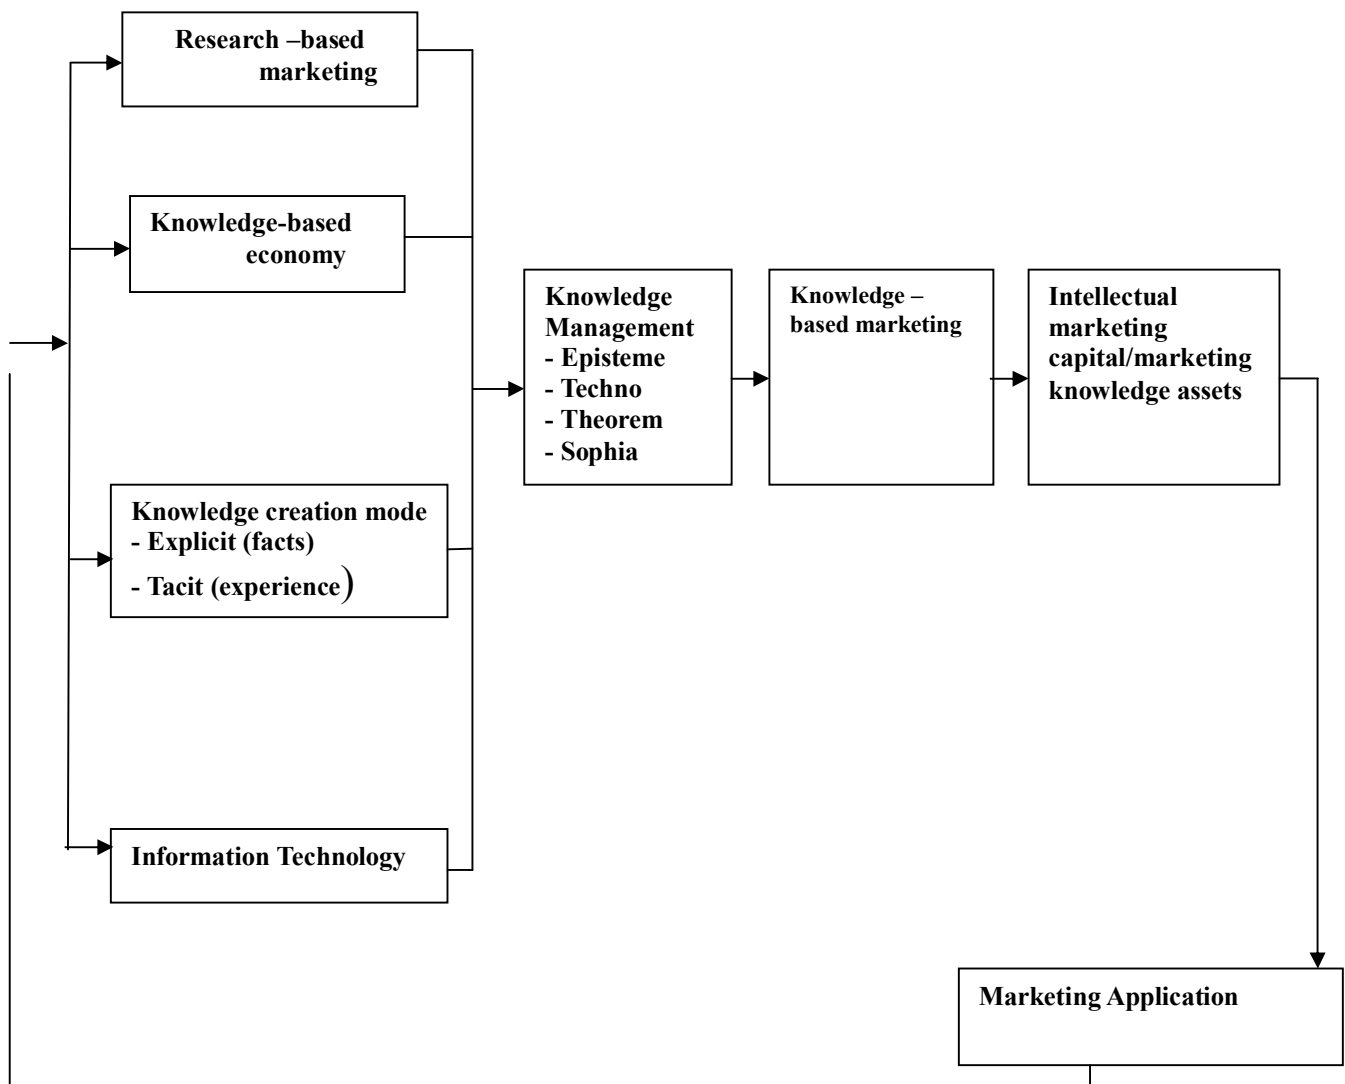 Research –based
marketing
Knowledge-based
economy
Knowledge creation mode
- Explicit (facts)
- Tacit (experience)
Information Technology
Knowledge
Management
- Episteme
- Techno
- Theorem
- Sophia
Knowledge –
based marketing
Intellectual
marketing
capital/marketing
knowledge assets
Marketing Application